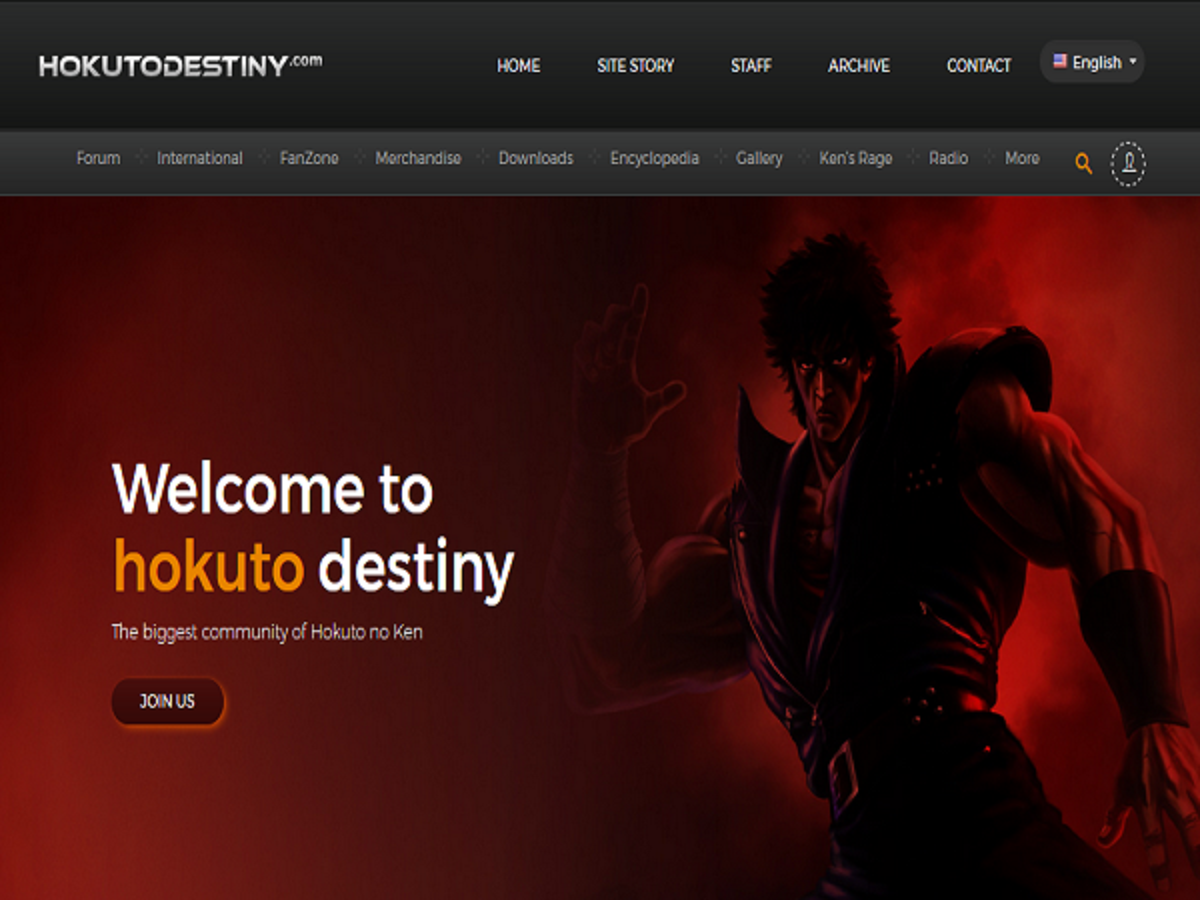 HOKUTODESTINY.com
HOME SITE STORY STAFF ARCHIVE CONTACT English
Forum International FanZone Merchandise Downloads Encyclopedia Gallery Ken's Rage Radio More
Welcome to
hokuto destiny
The biggest community of Hokuto no Ken
JOIN US